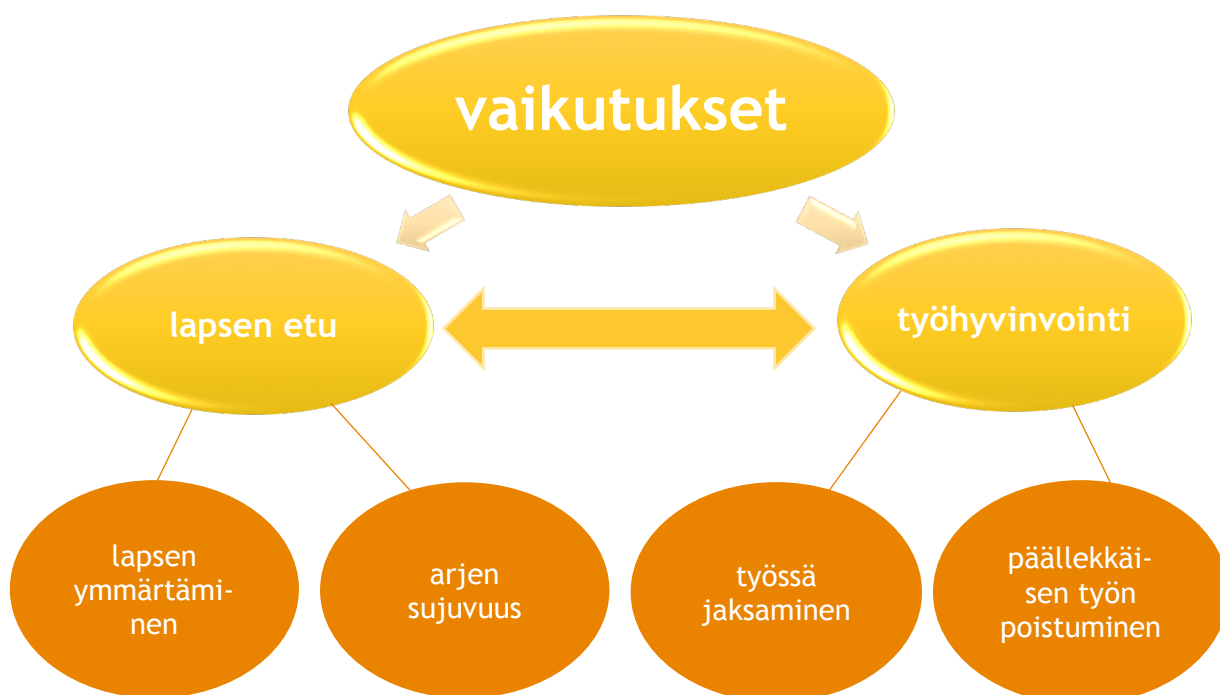 vaikutukset
lapsen etu
työhyvinvointi
lapsen
ymmärtämi-
nen
arjen
sujuvuus
työssä
jaksaminen
päällekkäi-
sen työn
poistuminen